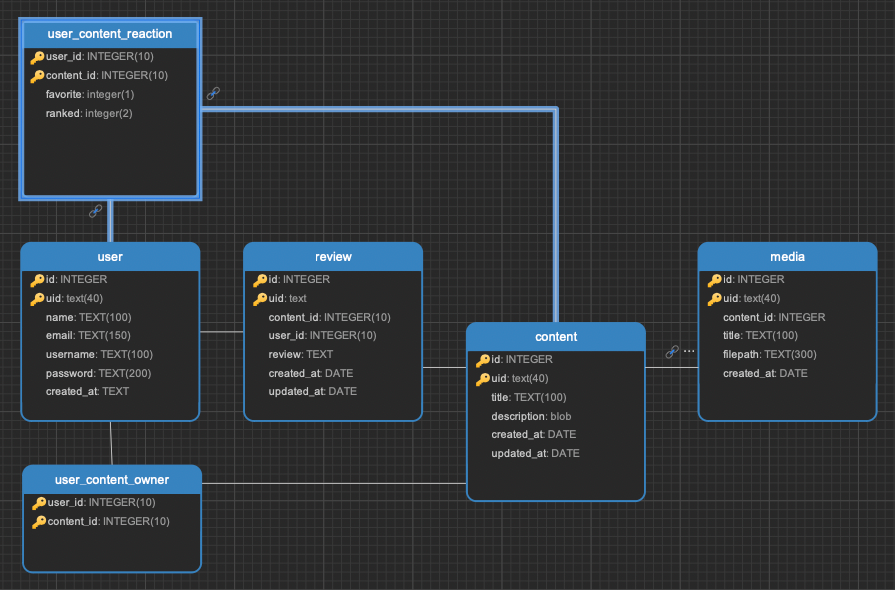 user_content_reaction
user_id: INTEGER(10)
content_id: INTEGER(10)
favorite: integer(1)
ranked: integer(2)
user
id: INTEGER
uid: text(40)
name: TEXT(100)
email: TEXT(150)
username: TEXT(100)
password: TEXT(200)
created_at: TEXT
review
id: INTEGER
uid: text
content_id: INTEGER(10)
user_id: INTEGER(10)
review: TEXT
created_at: DATE
updated_at: DATE
content
id: INTEGER
uid: text(40)
title: TEXT(100)
description: blob
created_at: DATE
updated_at: DATE
...
media
id: INTEGER
uid: text(40)
content_id: INTEGER
title: TEXT(100)
filepath: TEXT(300)
created_at: DATE
user_content_owner
user_id: INTEGER(10)
content_id: INTEGER(10)